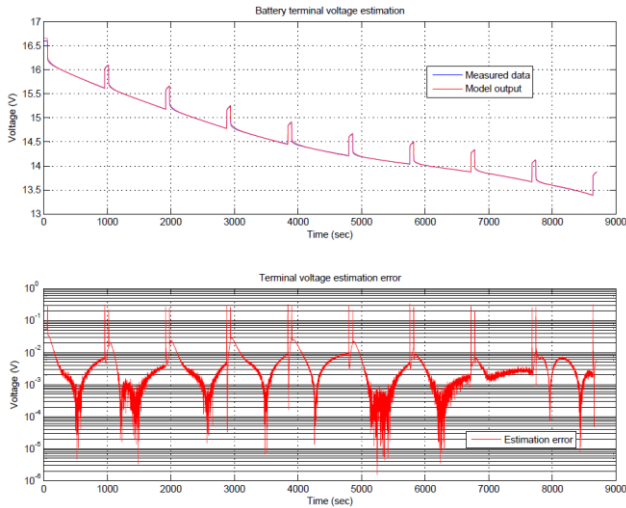 Battery terminal voltage estimation
17
16.5
16
15.5
15
14.5
14
13.5
13
Voltage (V)
Measured data
Model output
0 1000 2000 3000 4000 5000 6000 7000 8000 9000
Time (sec)
Terminal voltage estimation error
10^0
10^-1
10^-2
10^-3
10^-4
10^-5
10^-6
Voltage (V)
Estimation error
0 1000 2000 3000 4000 5000 6000 7000 8000 9000
Time (sec)